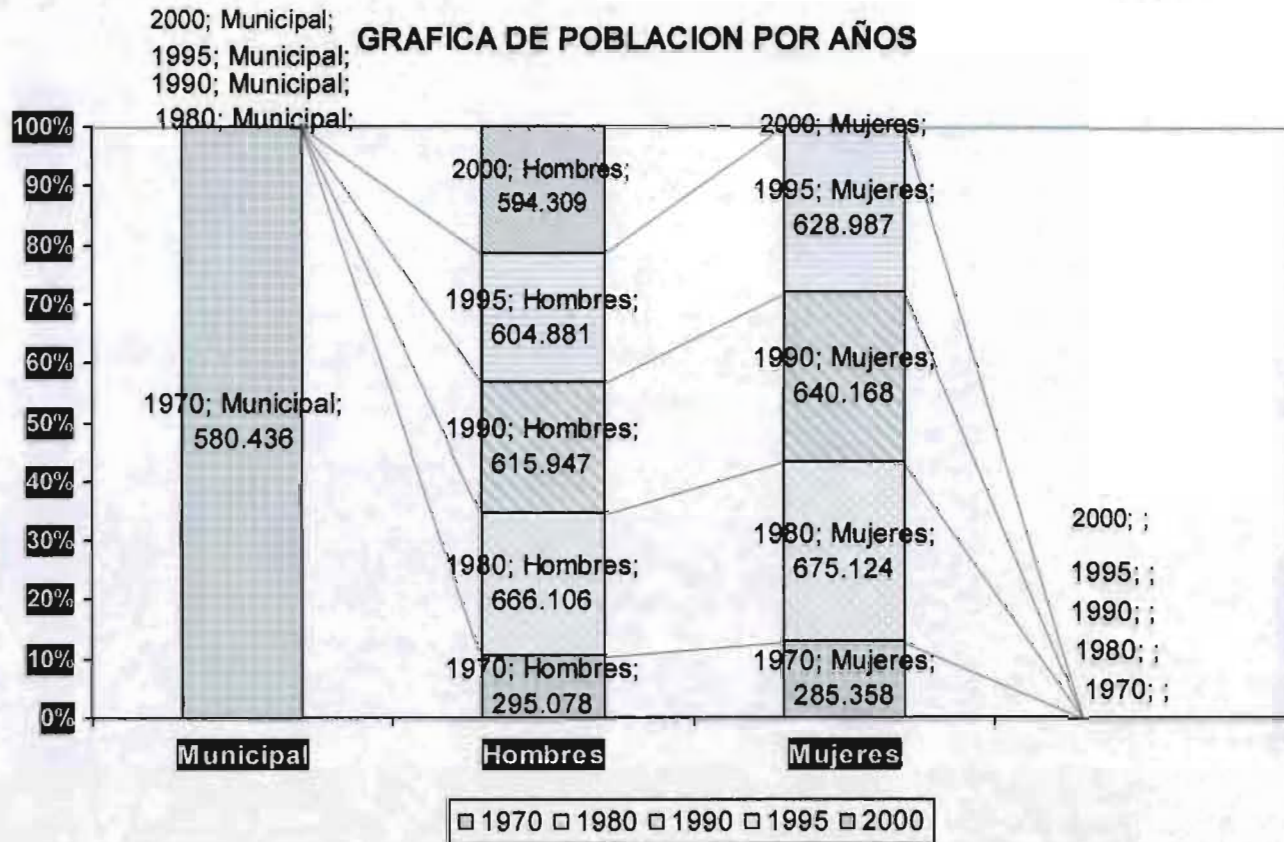 2000; Municipal;
GRAFICA DE POBLACION POR AÑOS
1995; Municipal;
1990; Municipal;
1980; Municipal;
100%
90%
80%
70%
60%
50%
40%
30%
20%
10%
0%
1970; Municipal;
580.436
2000; Hombres;
594.309
1995; Hombres;
604.881
1990; Hombres;
615.947
1980; Hombres;
666.106
1970; Hombres;
295.078
2000; Mujeres;
1995; Mujeres;
628.987
1990; Mujeres;
640.168
1980; Mujeres;
675.124
1970; Mujeres;
285.358
2000; ;
1995; ;
1990; ;
1980; ;
1970; ;
Municipal
Hombres
Mujeres
1970 1980 1990 1995 2000